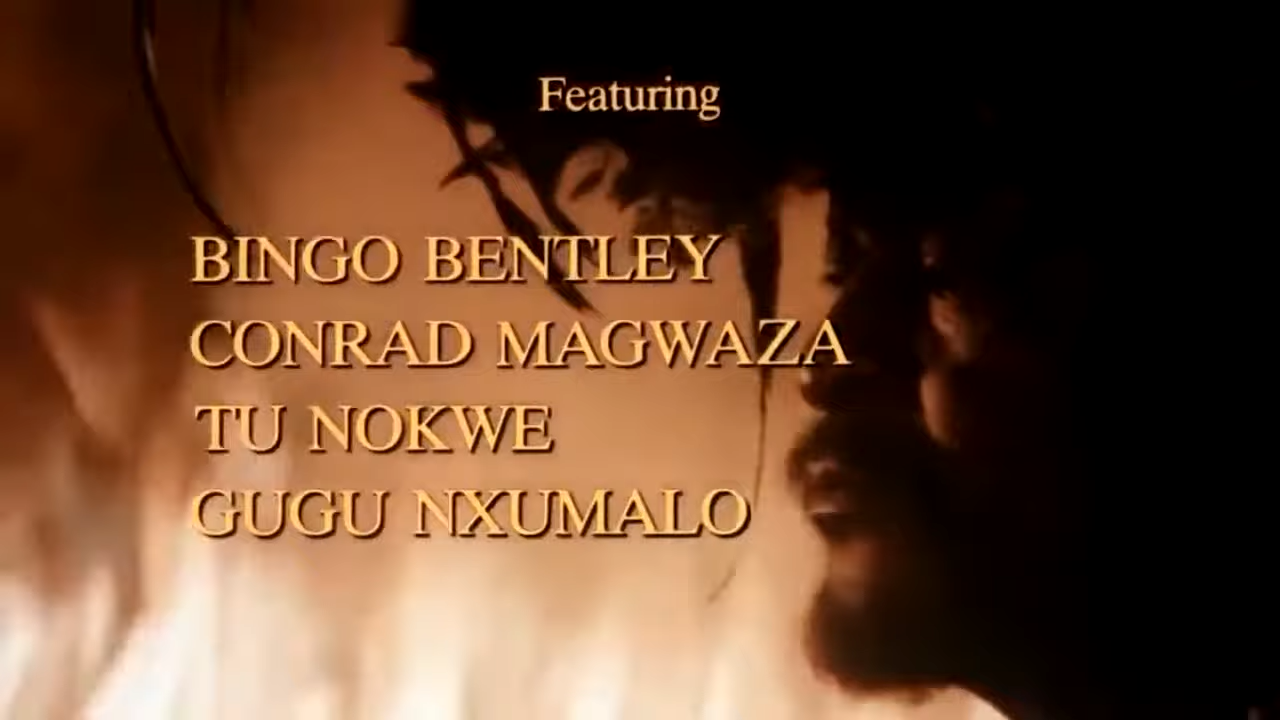 Featuring
BINGO BENTLEY
CONRAD MAGWAZA
TU NOKWE
GUGU NXUMALO